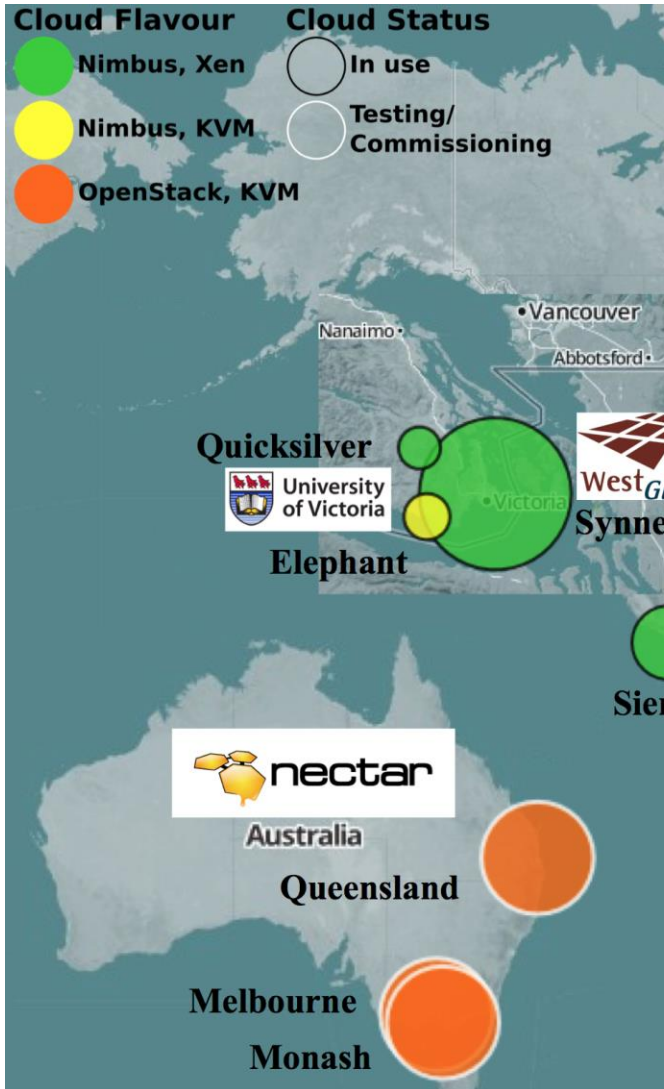 Cloud Flavour
Nimbus, Xen
Nimbus, KVM
OpenStack, KVM
Cloud Status
In use
Testing/
Commissioning
Vancouver
Nanaimo
Abbotsford
Quicksilver
University
of Victoria
Victoria
West
Elephant
nectar
Australia
Queensland
Melbourne
Monash